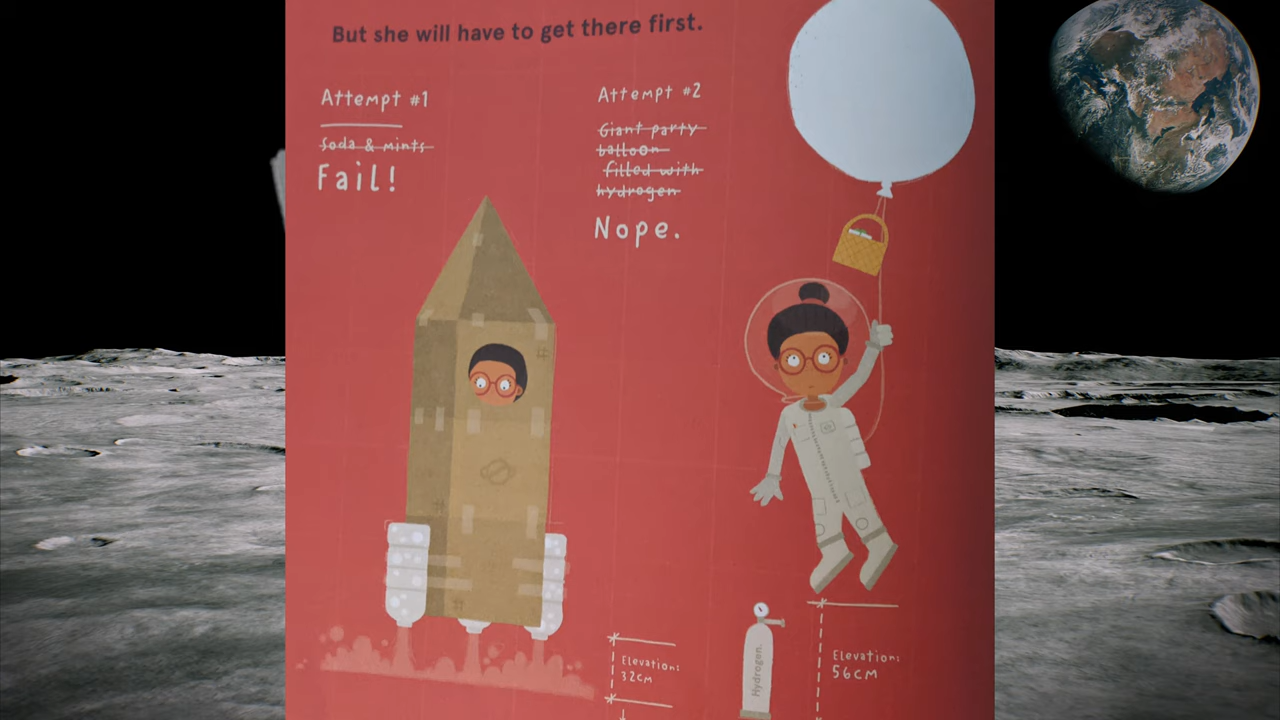 But she will have to get there first.
Attempt #1
Soda & mints
Fail!
Attempt #2
Giant party
balloon
filled with
hydrogen
Nope.
Elevation:
32cm
Hydrogen.
Elevation:
56cm